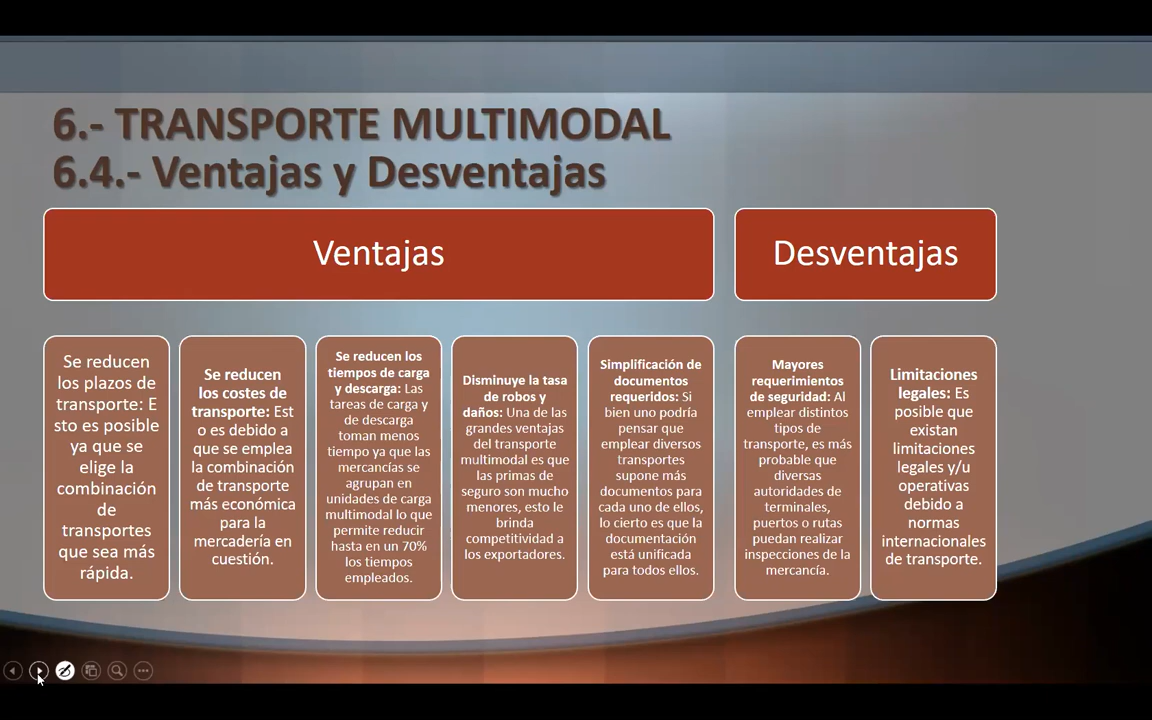 6.- TRANSPORTE MULTIMODAL
6.4.- Ventajas y Desventajas
Ventajas
Se reducen
los plazos de
transporte: E
sto es posible
ya que se
elige la
combinación
de
transportes
que sea más
rápida.
Se reducen
los costes de
transporte: Est
o es debido a
que se emplea
la combinación
de transporte
más económica
para la
mercadería en
cuestión.
Se reducen los
tiempos de carga
y descarga: Las
tareas de carga y
de descarga
toman menos
tiempo ya que las
mercancías se
agrupan en
unidades de carga
multimodal lo que
permite reducir
hasta en un 70%
los tiempos
empleados.
Disminuye la tasa
de robos y
daños: Una de las
grandes ventajas
del transporte
multimodal es que
las primas de
seguro son mucho
menores, esto le
brinda
competitividad a
los exportadores.
Simplificación de
documentos
requeridos: Si
bien uno podría
pensar que
emplear diversos
transportes
supone más
documentos para
cada uno de ellos,
lo cierto es que la
documentación
está unificada
para todos ellos.
Desventajas
Mayores
requerimientos
de seguridad: Al
emplear distintos
tipos de
transporte, es más
probable que
diversas
autoridades de
terminales,
puertos o rutas
puedan realizar
inspecciones de la
mercancía.
Limitaciones
legales: Es
posible que
existan
limitaciones
legales y/u
operativas
debido a
normas
internacionales
de transporte.